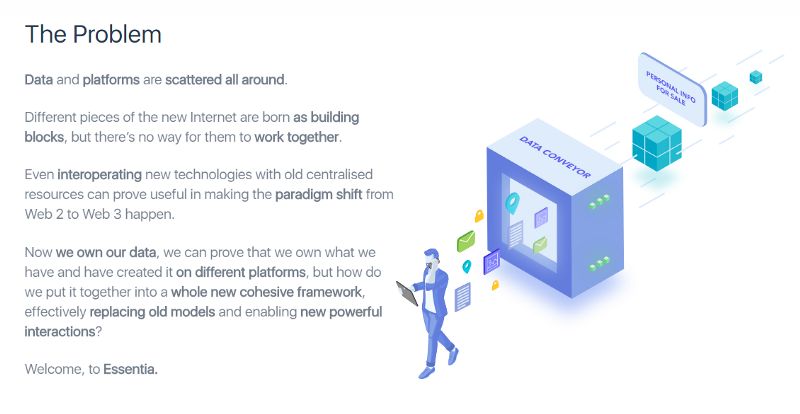 The Problem
Data and platforms are scattered all around.
Different pieces of the new Internet are born as building
blocks, but there's no way for them to work together.
Even interoperating new technologies with old centralised
resources can prove useful in making the paradigm shift from
Web 2 to Web 3 happen.
Now we own our data, we can prove that we own what we
have and have created it on different platforms, but how do
we put it together into a whole new cohesive framework,
effectively replacing old models and enabling new powerful
interactions?
Welcome, to Essentia.
PERSONAL INFO
FOR SALE
DATA CONVEYOR